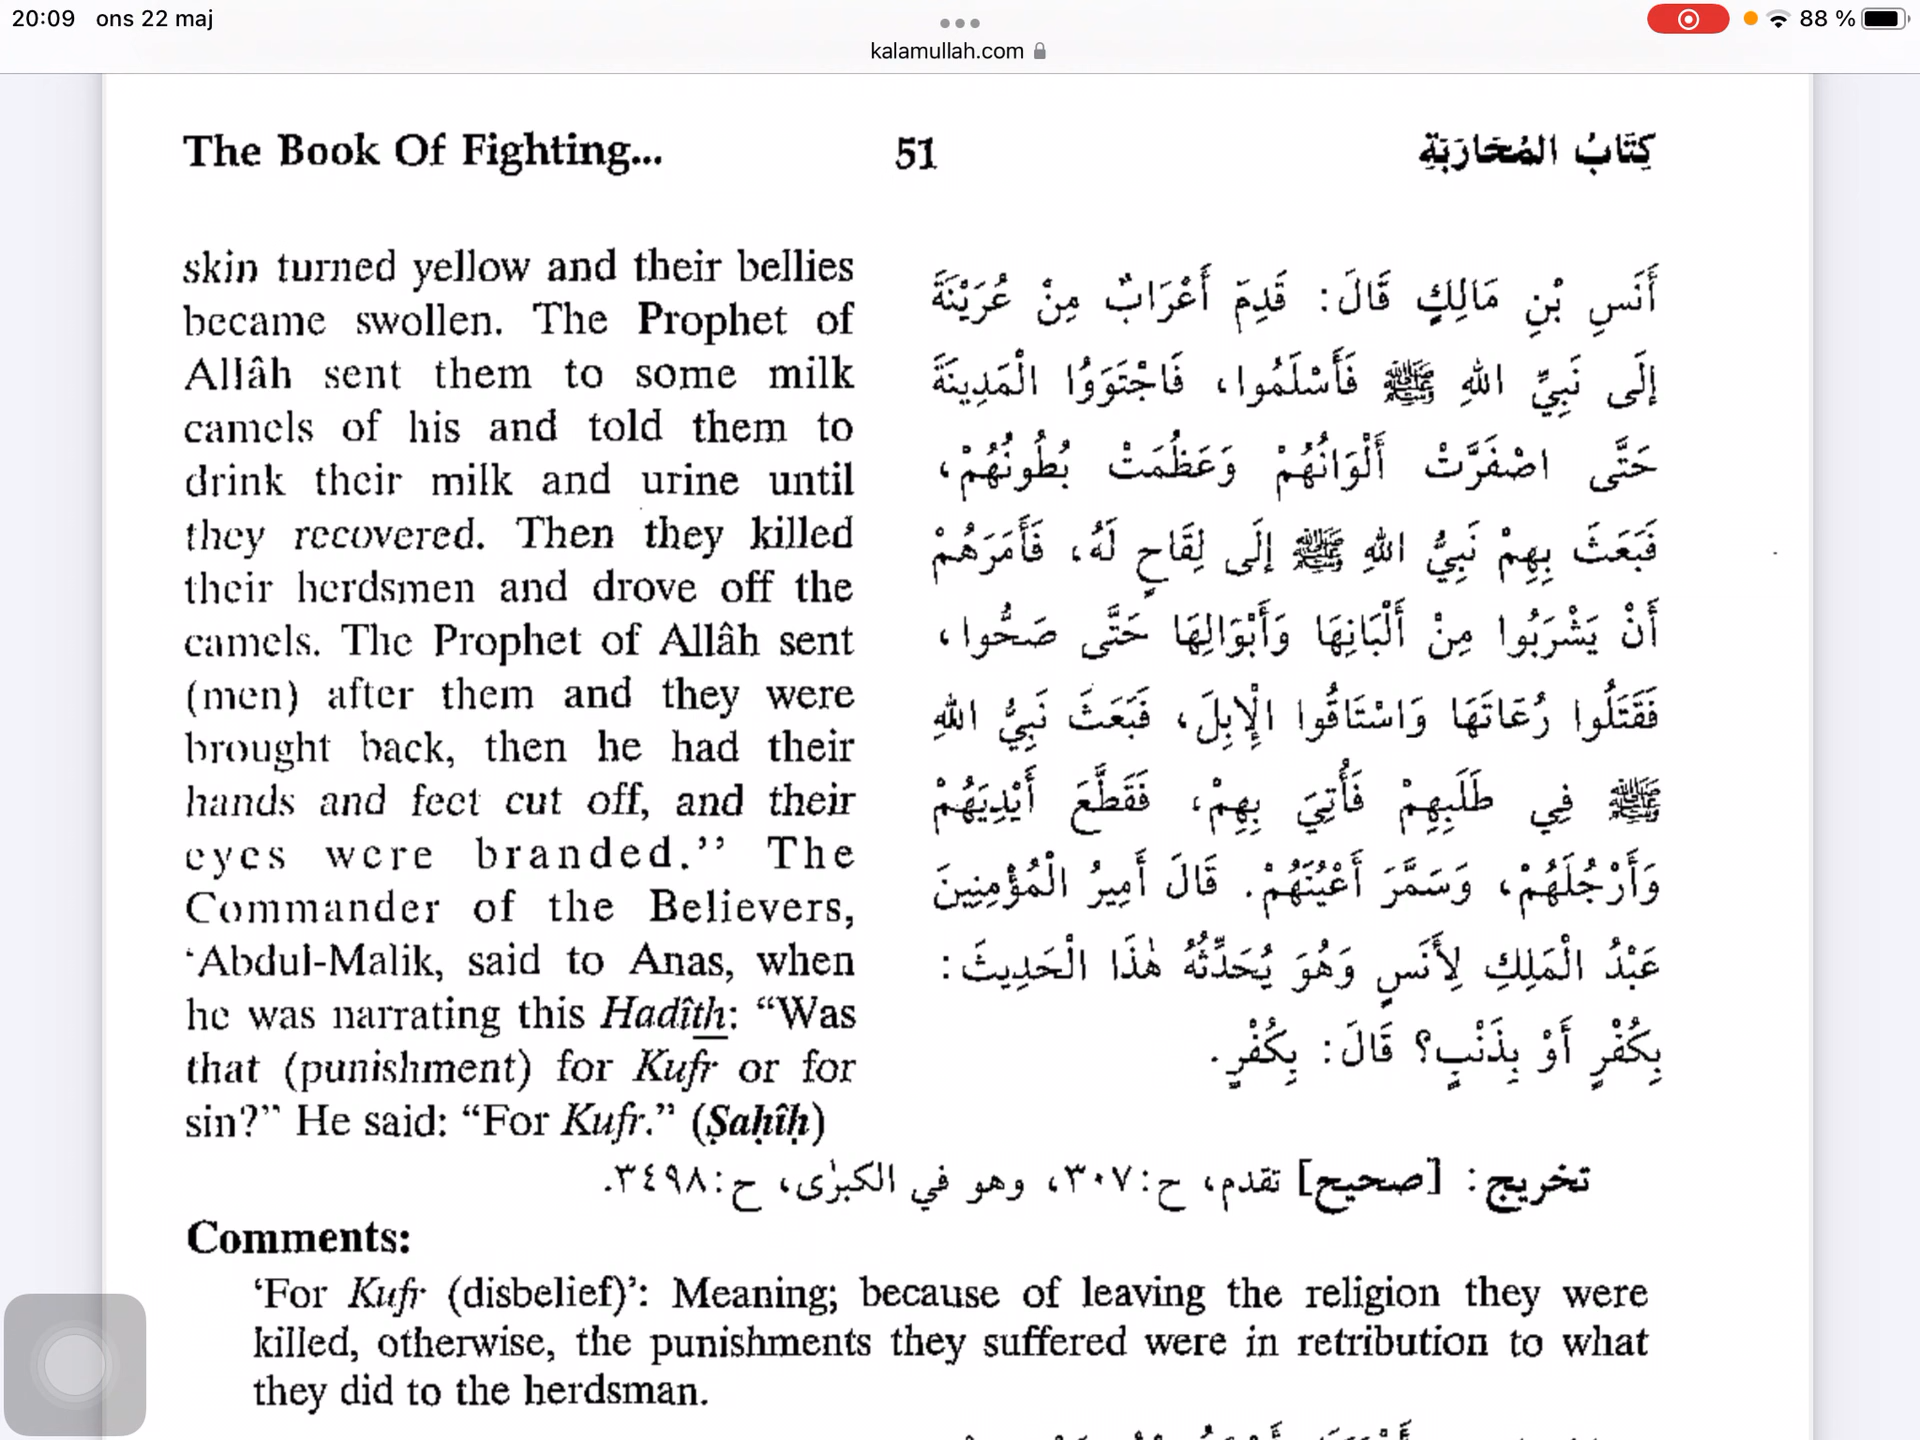 20:09 ons 22 maj
88 %
kalamullah.com
The Book Of Fighting...
51
كِتَابُ المُحَارَبَةِ
skin turned yellow and their bellies
became swollen. The Prophet of
Allâh sent them to some milk
camels of his and told them to
drink their milk and urine until
they recovered. Then they killed
their herdsmen and drove off the
camels. The Prophet of Allâh sent
(men) after them and they were
brought back, then he had their
hands and feet cut off, and their
eyes were branded.” The
Commander of the Believers,
‘Abdul-Malik, said to Anas, when
he was narrating this Hadîth: “Was
that (punishment) for Kufr or for
sin?” He said: “For Kufr.” (Ṣaḥîḥ)
أَنَسِ بْنِ مَالِكٍ قَالَ: قَدِمَ أَعْرَابٌ مِنْ عُرَيْنَةَ
إِلَى نَبِيِّ اللهِ ﷺ فَأَسْلَمُوا، فَاجْتَوَوُا الْمَدِينَةَ
حَتَّى اصْفَرَّتْ أَلْوَانُهُمْ وَعَظُمَتْ بُطُونُهُمْ،
فَبَعَثَ بِهِمْ نَبِيُّ اللهِ ﷺ إِلَى لِقَاحٍ لَهُ، فَأَمَرَهُمْ
أَنْ يَشْرَبُوا مِنْ أَلْبَانِهَا وَأَبْوَالِهَا حَتَّى صَحُّوا،
فَقَتَلُوا رُعَاتَهَا وَاسْتَاقُوا الْإِبِلَ، فَبَعَثَ نَبِيُّ اللهِ
ﷺ فِي طَلَبِهِمْ فَأُتِيَ بِهِمْ، فَقَطَّعَ أَيْدِيَهُمْ
وَأَرْجُلَهُمْ، وَسَمَّرَ أَعْيُنَهُمْ. قَالَ أَمِيرُ الْمُؤْمِنِينَ
عَبْدُ الْمَلِكِ لِأَنَسٍ وَهُوَ يُحَدِّثُهُ هٰذَا الْحَدِيثَ:
بِكُفْرٍ أَوْ بِذَنْبٍ؟ قَالَ: بِكُفْرٍ.
تخريج: [صحيح] تقدم، ح:٣٠٧، وهو في الكبرٰى، ح:٣٤٩٨.
Comments:
‘For Kufr (disbelief)’: Meaning; because of leaving the religion they were
killed, otherwise, the punishments they suffered were in retribution to what
they did to the herdsman.